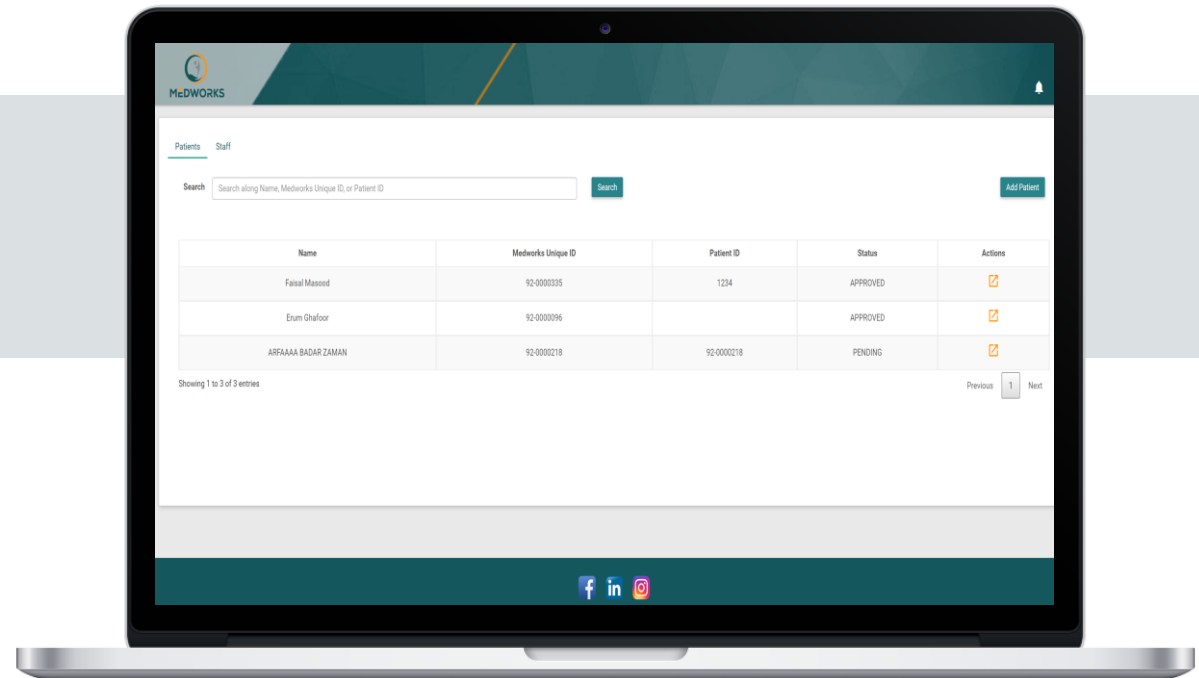 MEDWORKS
Patients Staff
Search Search along Name, Medworks Unique ID, or Patient ID Search Add Patient
Name Medworks Unique ID Patient ID Status Actions
Faisal Masood 92-0000335 1234 APPROVED
Erum Ghafoor 92-0000096 APPROVED
ARFAAAA BADAR ZAMAN 92-0000218 92-0000218 PENDING
Showing 1 to 3 of 3 entries Previous 1 Next
f in